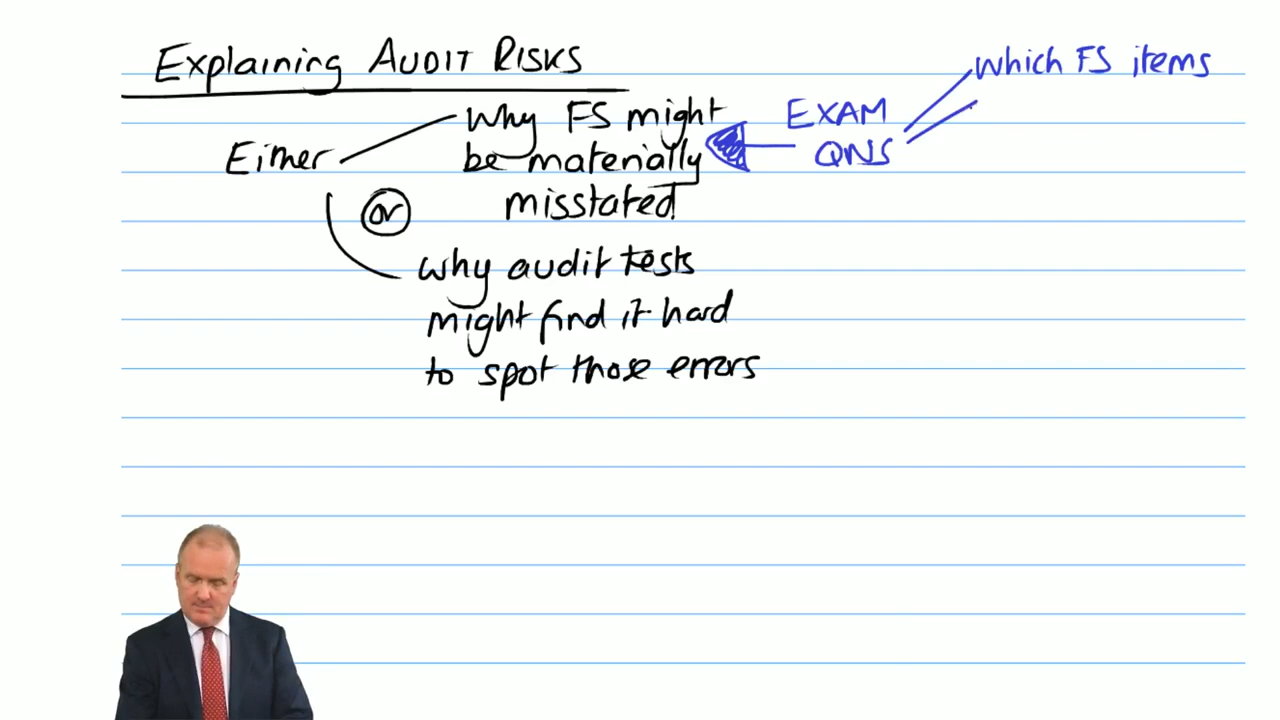 Explaining AUDIT RISKS
Either
Why FS might
be materially
misstated
or
why audit tests
might find it hard
to spot those errors
EXAM
QNS
which FS items